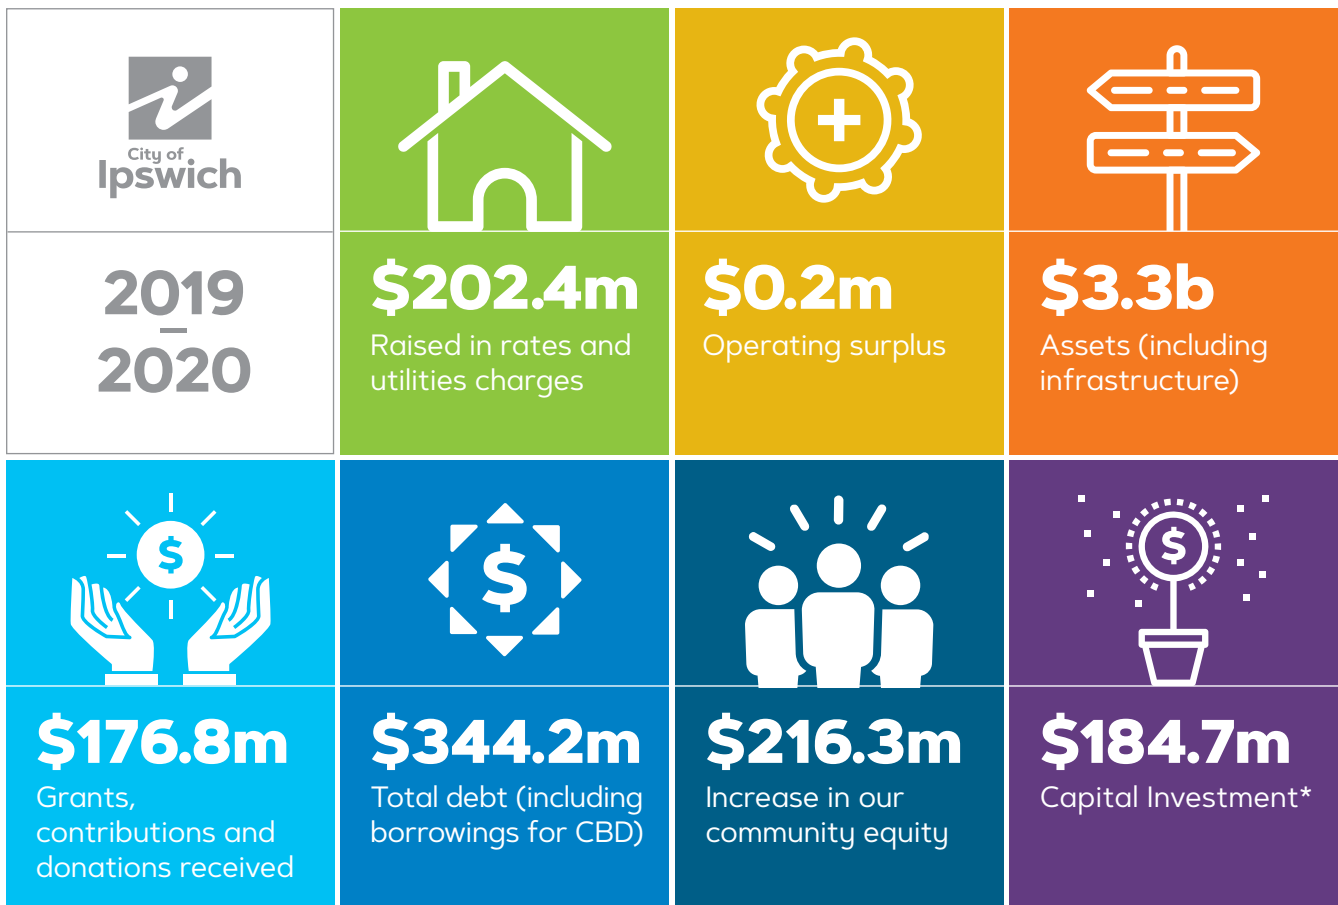 City of
Ipswich
2019
–
2020
$202.4m
Raised in rates and
utilities charges
$0.2m
Operating surplus
$3.3b
Assets (including
infrastructure)
$
$176.8m
Grants,
contributions and
donations received
$
$344.2m
Total debt (including
borrowings for CBD)
$216.3m
Increase in our
community equity
$
$184.7m
Capital Investment*